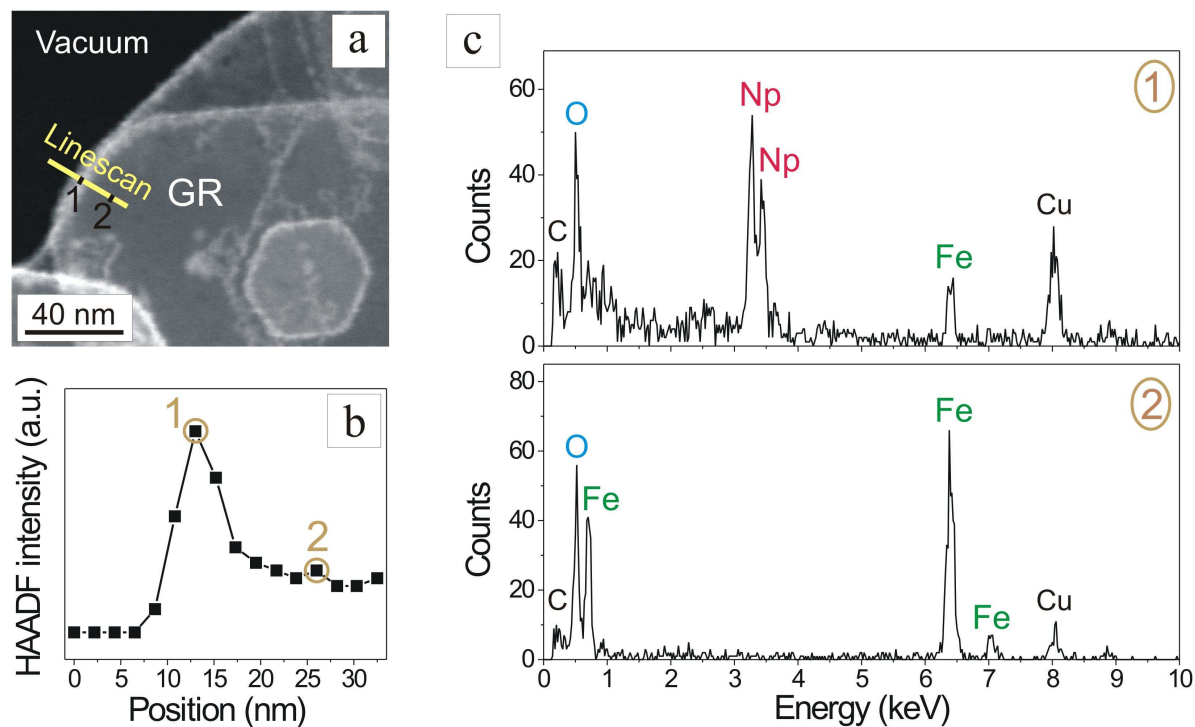 a
Vacuum
Linescan
1
2
GR
40 nm
b
HAADF intensity (a.u.)
1
2
0 5 10 15 20 25 30
Position (nm)
c
1
Counts
60
40
20
0
C
O
Np
Np
Fe
Cu
2
Counts
80
60
40
20
0
C
O
Fe
Fe
Fe
Cu
0 1 2 3 4 5 6 7 8 9 10
Energy (keV)